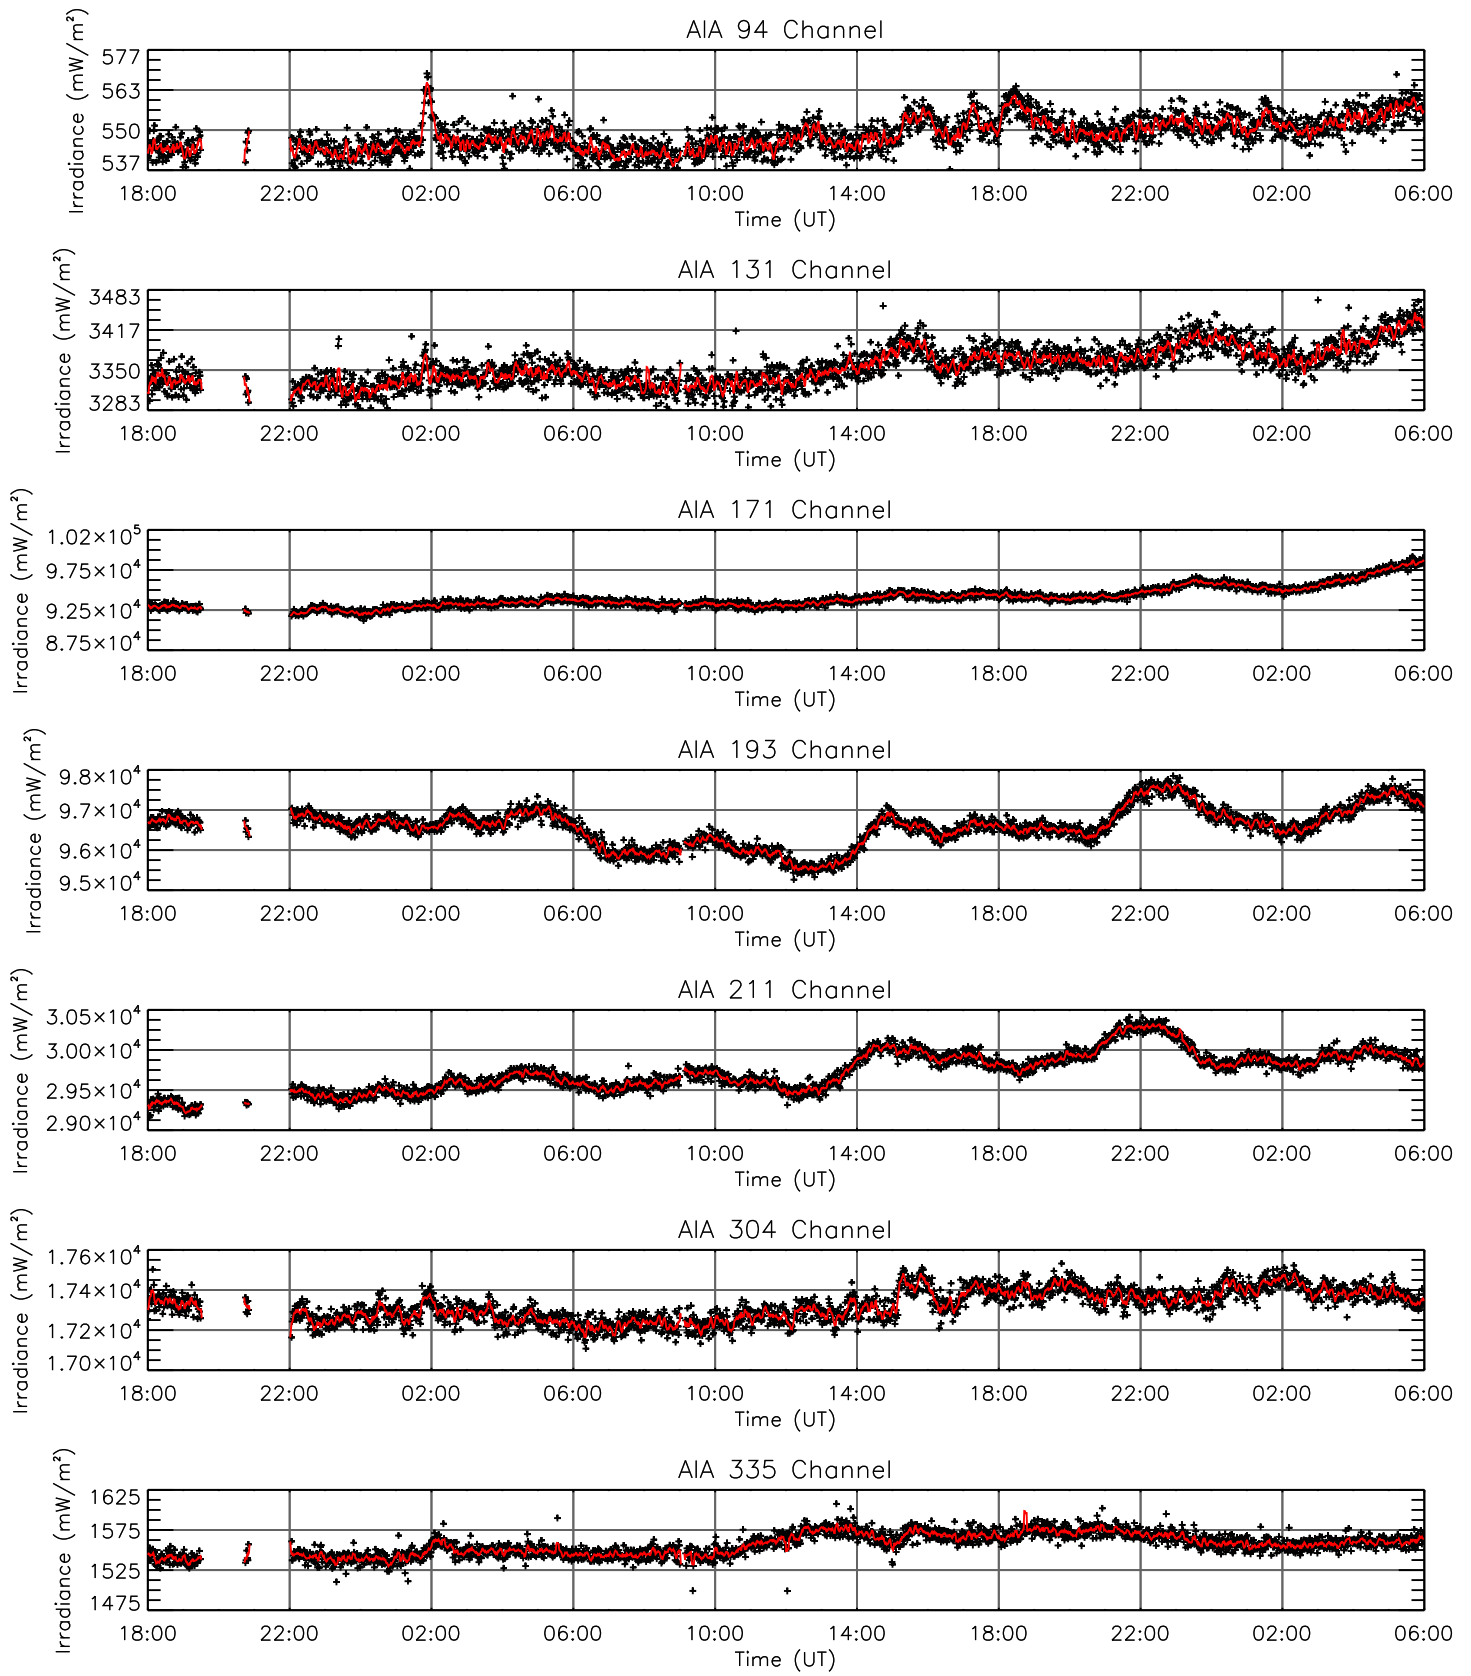 AIA 94 Channel
Irradiance (mW/m²)
577
563
550
537
18:00 22:00 02:00 06:00 10:00 14:00 18:00 22:00 02:00 06:00
Time (UT)
AIA 131 Channel
Irradiance (mW/m²)
3483
3417
3350
3283
18:00 22:00 02:00 06:00 10:00 14:00 18:00 22:00 02:00 06:00
Time (UT)
AIA 171 Channel
Irradiance (mW/m²)
1.02×10⁵
9.75×10⁴
9.25×10⁴
8.75×10⁴
18:00 22:00 02:00 06:00 10:00 14:00 18:00 22:00 02:00 06:00
Time (UT)
AIA 193 Channel
Irradiance (mW/m²)
9.8×10⁴
9.7×10⁴
9.6×10⁴
9.5×10⁴
18:00 22:00 02:00 06:00 10:00 14:00 18:00 22:00 02:00 06:00
Time (UT)
AIA 211 Channel
Irradiance (mW/m²)
3.05×10⁴
3.00×10⁴
2.95×10⁴
2.90×10⁴
18:00 22:00 02:00 06:00 10:00 14:00 18:00 22:00 02:00 06:00
Time (UT)
AIA 304 Channel
Irradiance (mW/m²)
1.76×10⁴
1.74×10⁴
1.72×10⁴
1.70×10⁴
18:00 22:00 02:00 06:00 10:00 14:00 18:00 22:00 02:00 06:00
Time (UT)
AIA 335 Channel
Irradiance (mW/m²)
1625
1575
1525
1475
18:00 22:00 02:00 06:00 10:00 14:00 18:00 22:00 02:00 06:00
Time (UT)